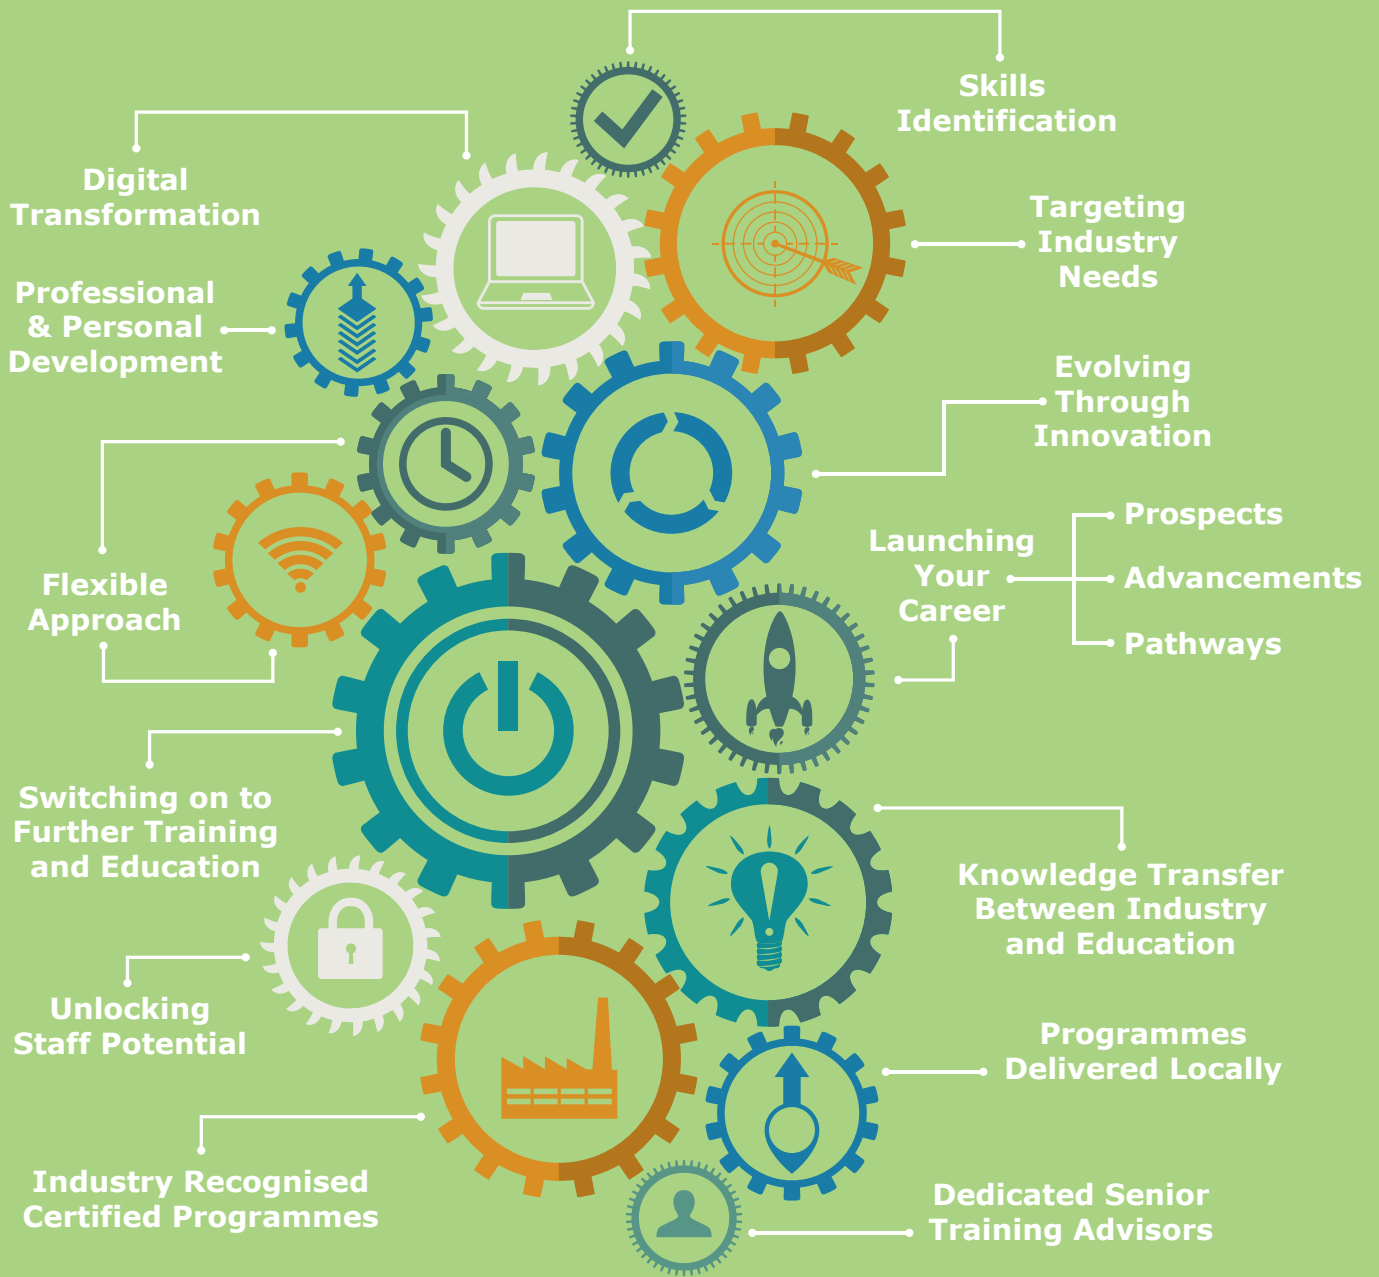 Skills
Identification
Digital
Transformation
Targeting
Industry
Needs
Professional
& Personal
Development
Evolving
Through
Innovation
Launching
Your
Career
Prospects
Advancements
Pathways
Flexible
Approach
Switching on to
Further Training
and Education
Knowledge Transfer
Between Industry
and Education
Unlocking
Staff Potential
Programmes
Delivered Locally
Industry Recognised
Certified Programmes
Dedicated Senior
Training Advisors